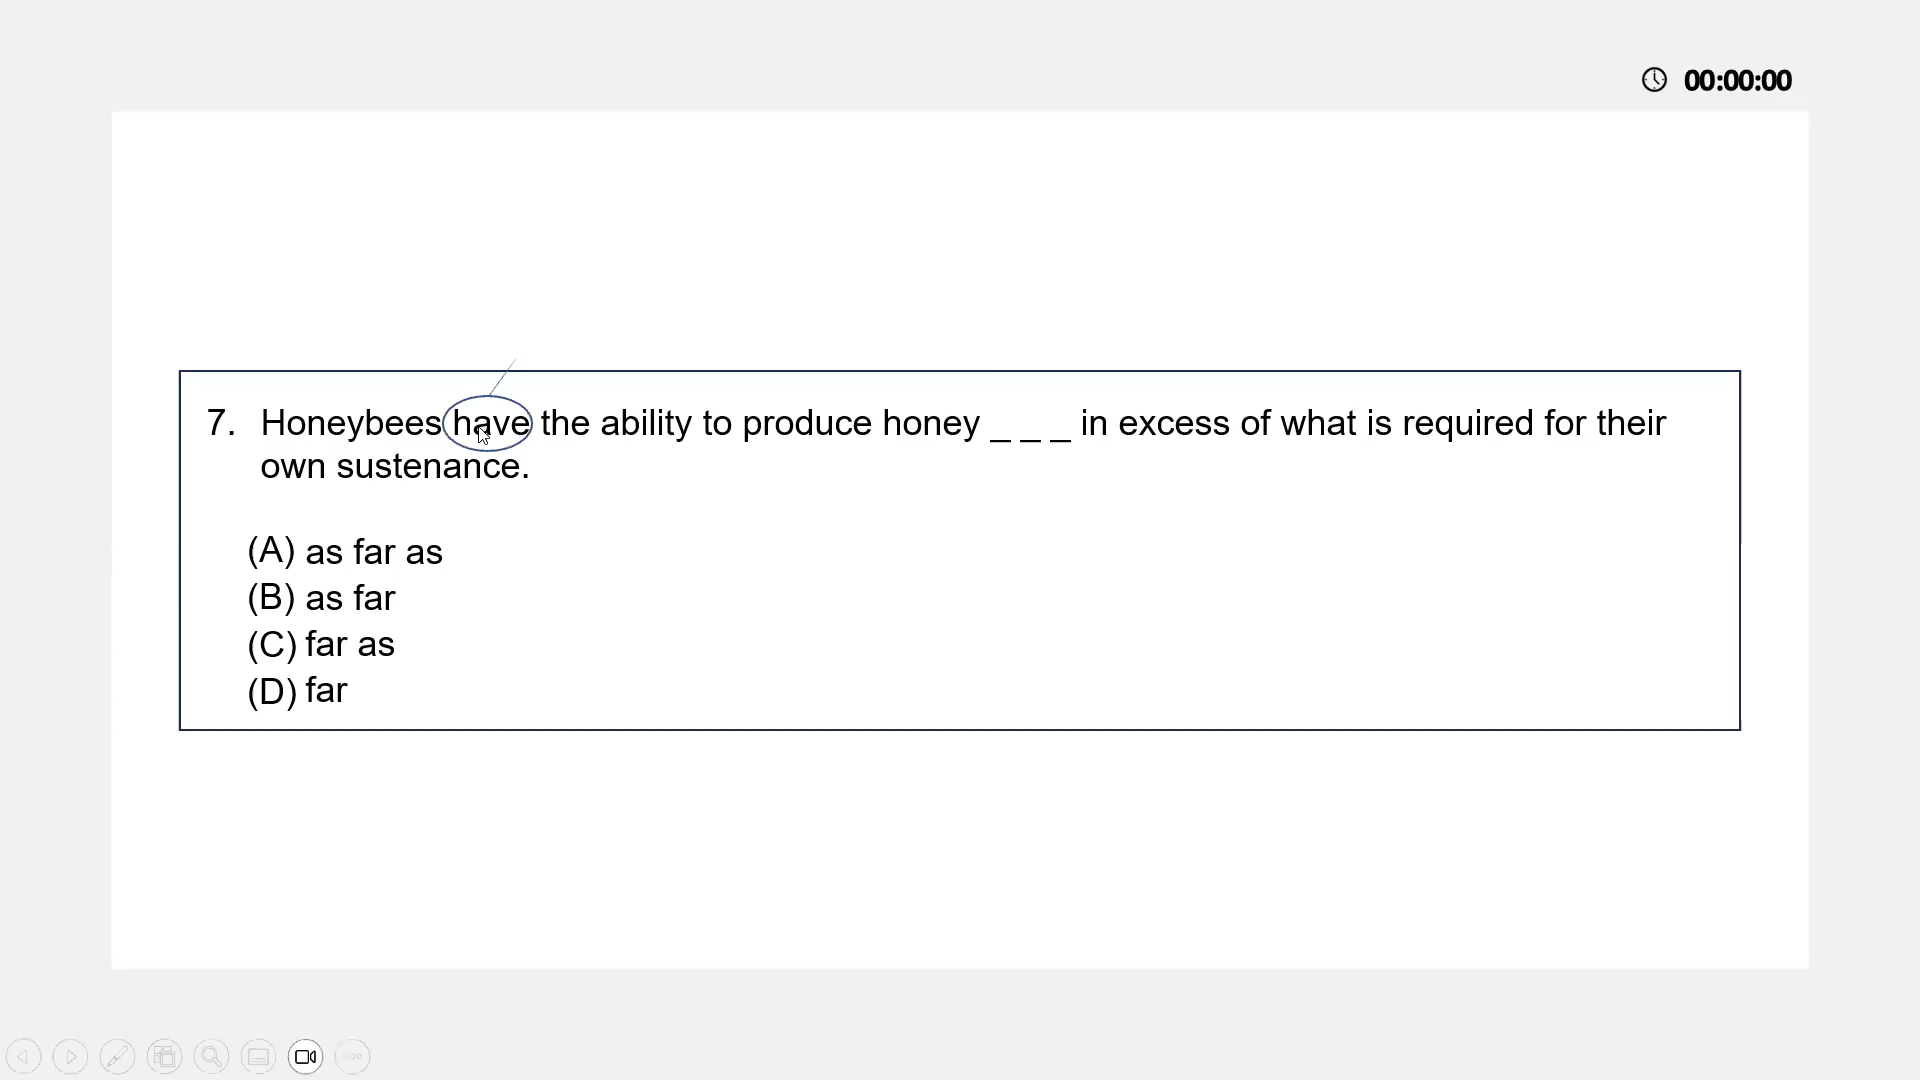 00:00:00
7. Honeybees have the ability to produce honey _ _ _ in excess of what is required for their
own sustenance.
(A) as far as
(B) as far
(C) far as
(D) far